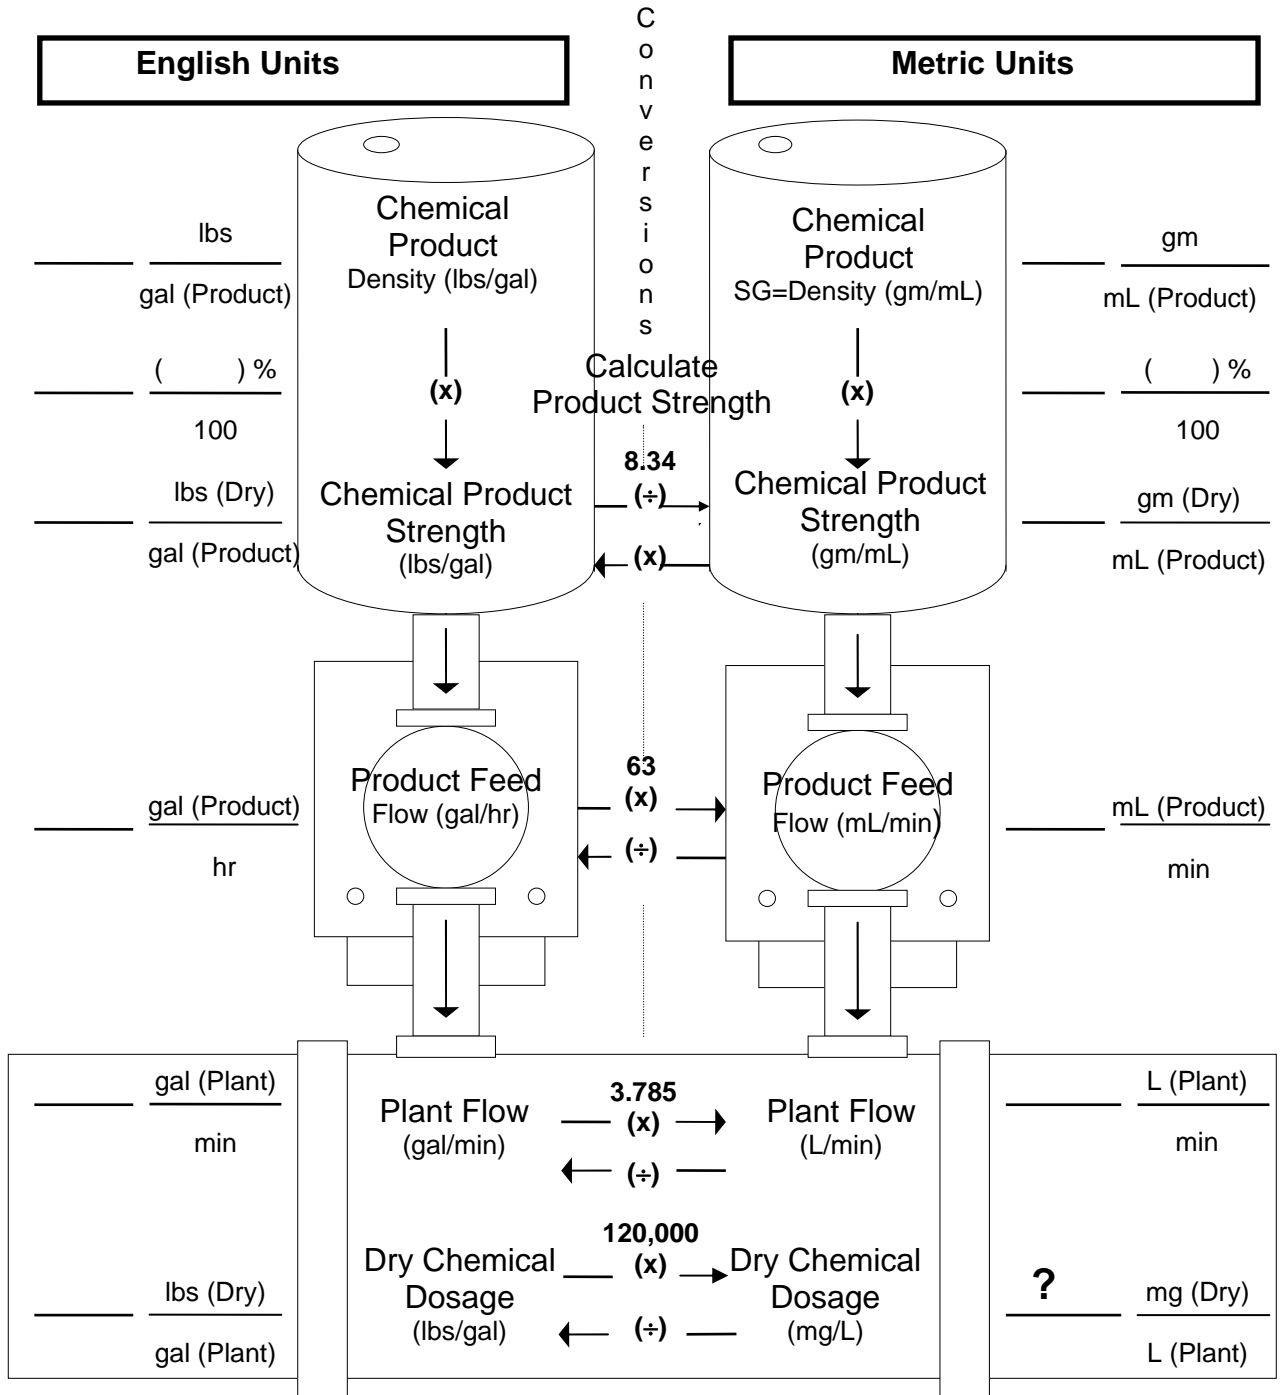 English Units
C
o
n
v
e
r
s
i
o
n
s
Metric Units
lbs
gal (Product)
Chemical
Product
Density (lbs/gal)
Chemical
Product
SG=Density (gm/mL)
gm
mL (Product)
( ) %
100
(x)
Calculate
Product Strength
(x)
( ) %
100
lbs (Dry)
gal (Product)
Chemical Product
Strength
(lbs/gal)
8.34
(÷)
(x)
Chemical Product
Strength
(gm/mL)
gm (Dry)
mL (Product)
gal (Product)
hr
Product Feed
Flow (gal/hr)
63
(x)
(÷)
Product Feed
Flow (mL/min)
mL (Product)
min
gal (Plant)
min
Plant Flow
(gal/min)
3.785
(x)
(÷)
Plant Flow
(L/min)
L (Plant)
min
lbs (Dry)
gal (Plant)
Dry Chemical
Dosage
(lbs/gal)
120,000
(x)
(÷)
Dry Chemical
Dosage
(mg/L)
?
mg (Dry)
L (Plant)